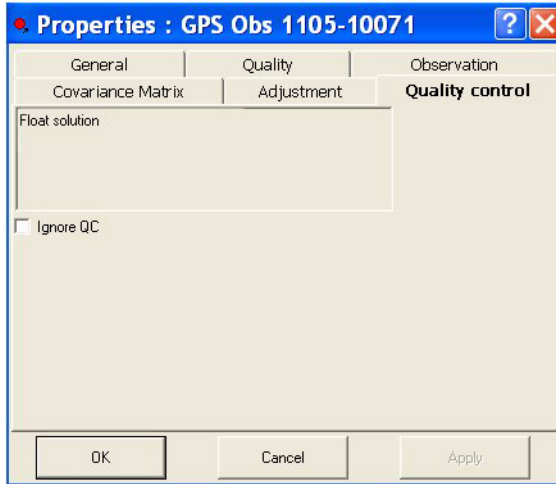 Properties : GPS Obs 1105-10071
General Quality Observation
Covariance Matrix Adjustment Quality control
Float solution
Ignore QC
OK Cancel Apply